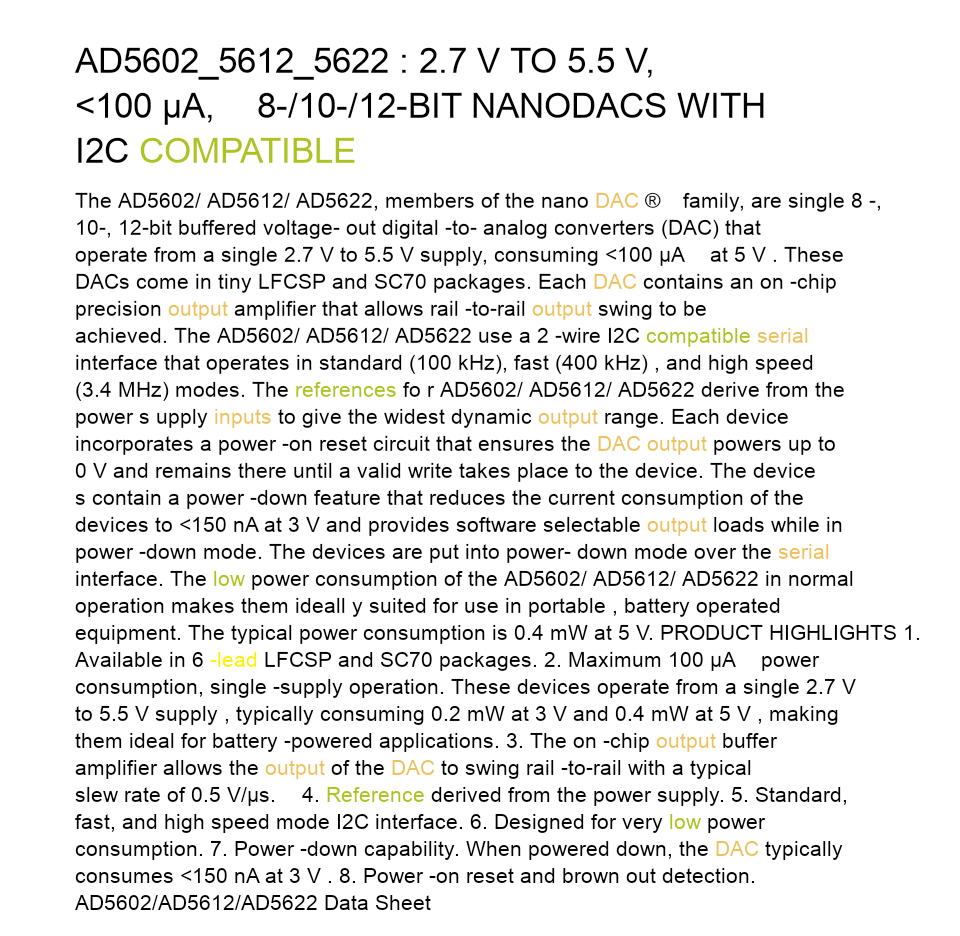 AD5602_5612_5622 : 2.7 V TO 5.5 V,
<100 µA, 8-/10-/12-BIT NANODACS WITH
I2C COMPATIBLE
The AD5602/ AD5612/ AD5622, members of the nano DAC ® family, are single 8 -,
10-, 12-bit buffered voltage- out digital -to- analog converters (DAC) that
operate from a single 2.7 V to 5.5 V supply, consuming <100 µA at 5 V . These
DACs come in tiny LFCSP and SC70 packages. Each DAC contains an on -chip
precision output amplifier that allows rail -to-rail output swing to be
achieved. The AD5602/ AD5612/ AD5622 use a 2 -wire I2C compatible serial
interface that operates in standard (100 kHz), fast (400 kHz) , and high speed
(3.4 MHz) modes. The references fo r AD5602/ AD5612/ AD5622 derive from the
power s upply inputs to give the widest dynamic output range. Each device
incorporates a power -on reset circuit that ensures the DAC output powers up to
0 V and remains there until a valid write takes place to the device. The device
s contain a power -down feature that reduces the current consumption of the
devices to <150 nA at 3 V and provides software selectable output loads while in
power -down mode. The devices are put into power- down mode over the serial
interface. The low power consumption of the AD5602/ AD5612/ AD5622 in normal
operation makes them ideall y suited for use in portable , battery operated
equipment. The typical power consumption is 0.4 mW at 5 V. PRODUCT HIGHLIGHTS 1.
Available in 6 -lead LFCSP and SC70 packages. 2. Maximum 100 µA power
consumption, single -supply operation. These devices operate from a single 2.7 V
to 5.5 V supply , typically consuming 0.2 mW at 3 V and 0.4 mW at 5 V , making
them ideal for battery -powered applications. 3. The on -chip output buffer
amplifier allows the output of the DAC to swing rail -to-rail with a typical
slew rate of 0.5 V/µs. 4. Reference derived from the power supply. 5. Standard,
fast, and high speed mode I2C interface. 6. Designed for very low power
consumption. 7. Power -down capability. When powered down, the DAC typically
consumes <150 nA at 3 V . 8. Power -on reset and brown out detection.
AD5602/AD5612/AD5622 Data Sheet